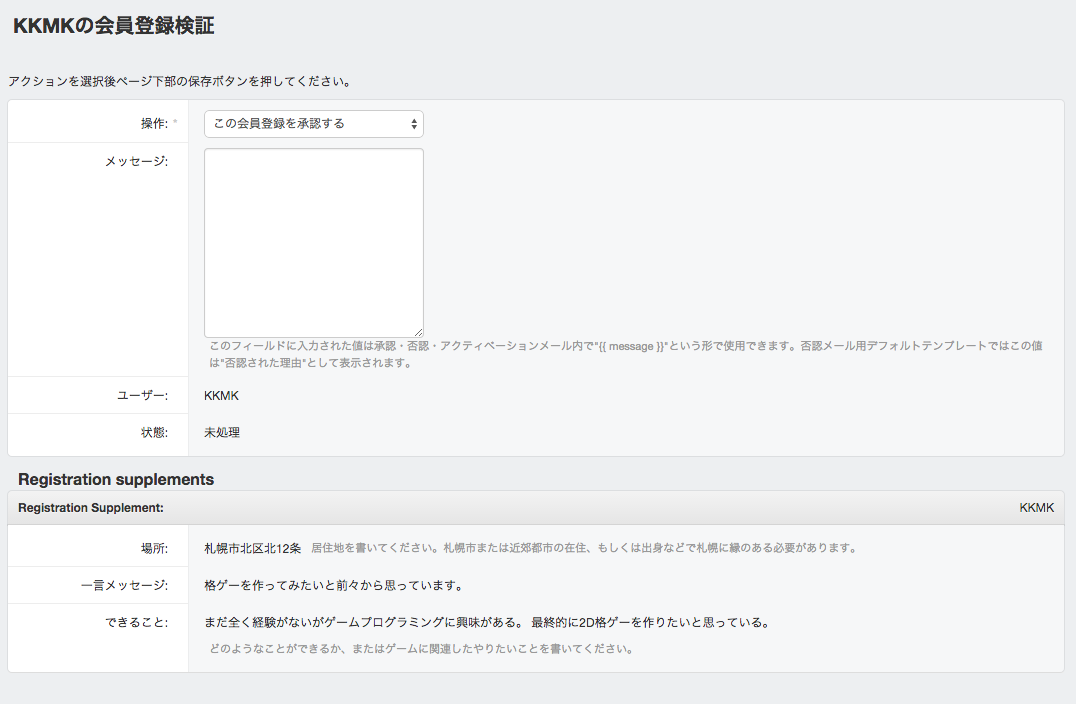 KKMKの会員登録検証
アクションを選択後ページ下部の保存ボタンを押してください。
操作: *
この会員登録を承認する
メッセージ:
このフィールドに入力された値は承認・否認・アクティベーションメール内で"{{ message }}"という形で使用できます。否認メール用デフォルトテンプレートではこの値
は"否認された理由"として表示されます。
ユーザー: KKMK
状態: 未処理
Registration supplements
Registration Supplement: KKMK
場所: 札幌市北区北12条 居住地を書いてください。札幌市または近郊都市の在住、もしくは出身などで札幌に縁のある必要があります。
一言メッセージ: 格ゲーを作ってみたいと前々から思っています。
できること: まだ全く経験がないがゲームプログラミングに興味がある。 最終的に2D格ゲーを作りたいと思っている。
どのようなことができるか、またはゲームに関連したやりたいことを書いてください。